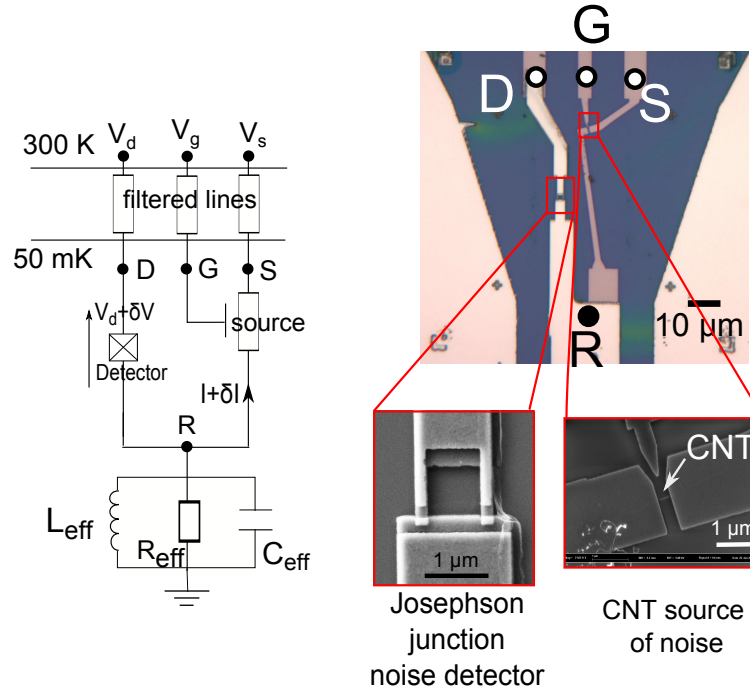 300 K
V_d
V_g
V_s
filtered lines
50 mK
D
G
S
V_d+δV
source
Detector
I+δI
R
L_eff
R_eff
C_eff
G
D
S
10 µm
R
1 µm
Josephson
junction
noise detector
CNT
1 µm
CNT source
of noise